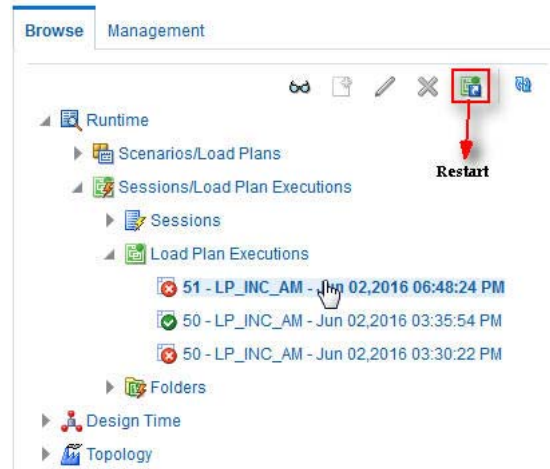 Browse Management
Restart
Runtime
Scenarios/Load Plans
Sessions/Load Plan Executions
Sessions
Load Plan Executions
51 - LP_INC_AM - Jun 02,2016 06:48:24 PM
50 - LP_INC_AM - Jun 02,2016 03:35:54 PM
50 - LP_INC_AM - Jun 02,2016 03:30:22 PM
Folders
Design Time
Topology